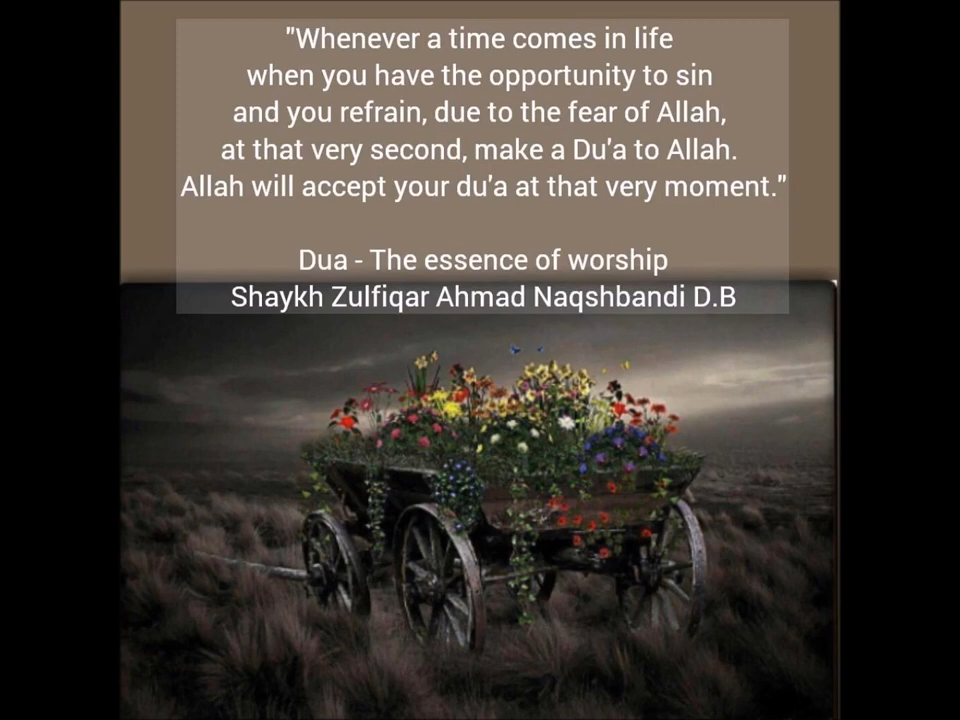 "Whenever a time comes in life
when you have the opportunity to sin
and you refrain, due to the fear of Allah,
at that very second, make a Du'a to Allah.
Allah will accept your du'a at that very moment."
Dua - The essence of worship
Shaykh Zulfiqar Ahmad Naqshbandi D.B